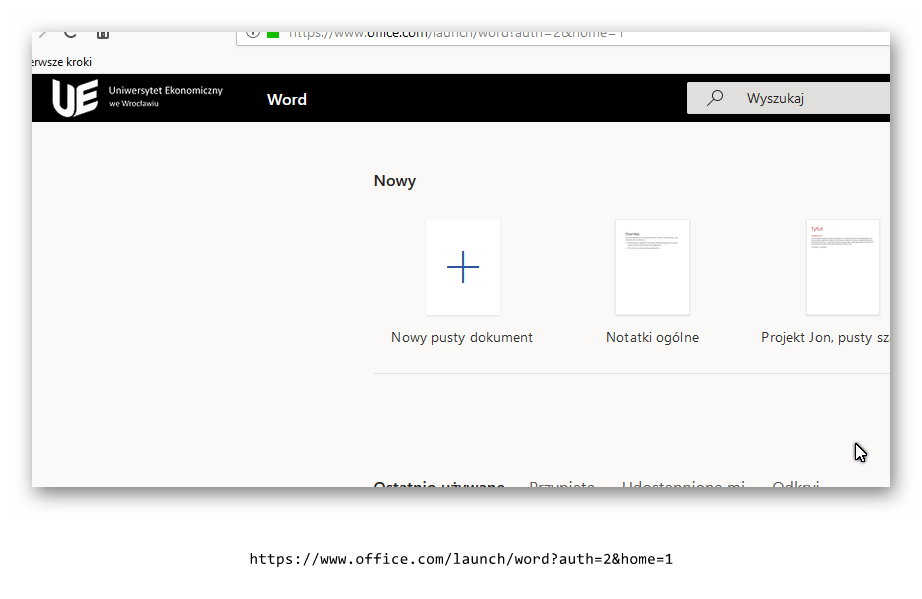 https://www.office.com/launch/word?auth=2&home=1
erwsze kroki
UE Uniwersytet Ekonomiczny
we Wrocławiu
Word
Wyszukaj
Nowy
Tytuł
Nowy pusty dokument
Notatki ogólne
Projekt Jon, pusty sz
Ostatnio używane
Przypięte
Udostępnione mi
Odkryj
https://www.office.com/launch/word?auth=2&home=1